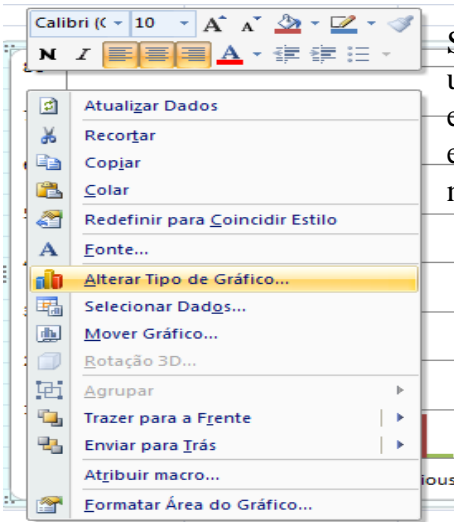 Calibri (C 10 A A
N I A
Atualizar Dados
Recortar
Copiar
Colar
Redefinir para Coincidir Estilo
Fonte...
Alterar Tipo de Gráfico...
Selecionar Dados...
Mover Gráfico...
Rotação 3D...
Agrupar
Trazer para a Frente
Enviar para Trás
Atribuir macro...
Formatar Área do Gráfico...
ious